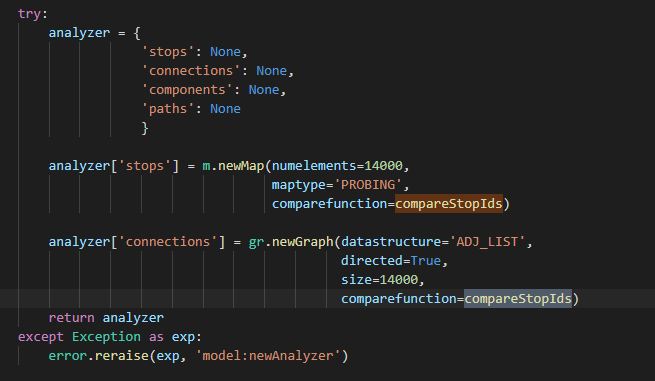 try:
    analyzer = {
                'stops': None,
                'connections': None,
                'components': None,
                'paths': None
                }

    analyzer['stops'] = m.newMap(numelements=14000,
                                 maptype='PROBING',
                                 comparefunction=compareStopIds)

    analyzer['connections'] = gr.newGraph(datastructure='ADJ_LIST',
                                          directed=True,
                                          size=14000,
                                          comparefunction=compareStopIds)
    return analyzer
except Exception as exp:
    error.reraise(exp, 'model:newAnalyzer')